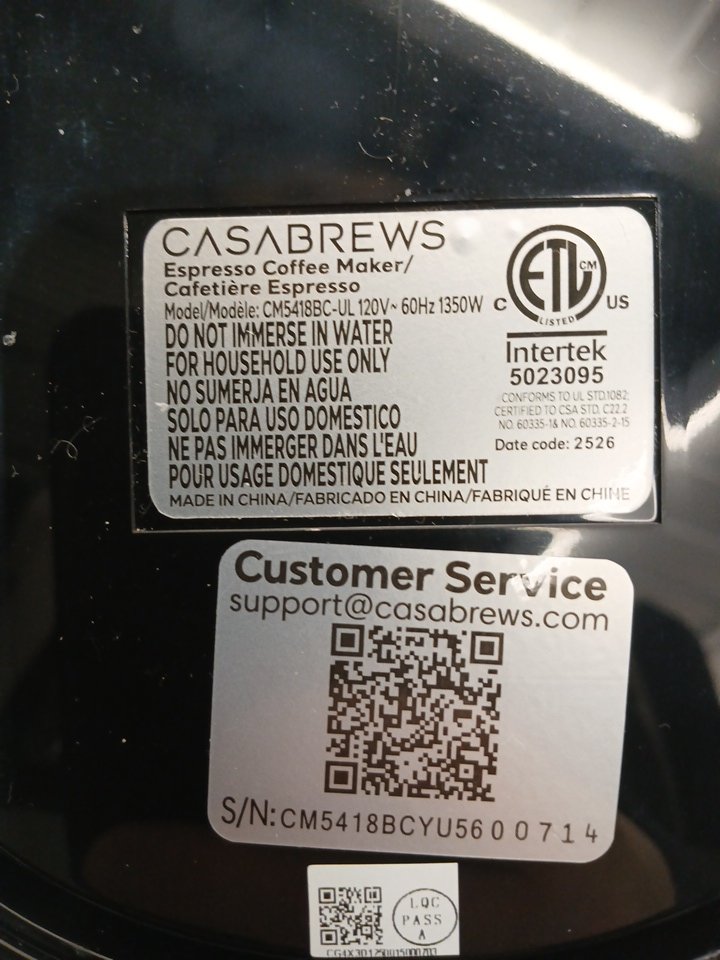 CASABREWS
Espresso Coffee Maker/
Cafetière Espresso
Model/Modèle: CM5418BC-UL 120V~ 60Hz 1350W
DO NOT IMMERSE IN WATER
FOR HOUSEHOLD USE ONLY
NO SUMERJA EN AGUA
SOLO PARA USO DOMESTICO
NE PAS IMMERGER DANS L'EAU
POUR USAGE DOMESTIQUE SEULEMENT
MADE IN CHINA/FABRICADO EN CHINA/FABRIQUÉ EN CHINE
ETL CM
LISTED
C US
Intertek
5023095
CONFORMS TO UL STD.1082;
CERTIFIED TO CSA STD. C22.2
NO. 60335-1& NO. 60335-2-15
Date code: 2526
Customer Service
support@casabrews.com
S/N:CM5418BCYU5600714
LQC
PASS
A